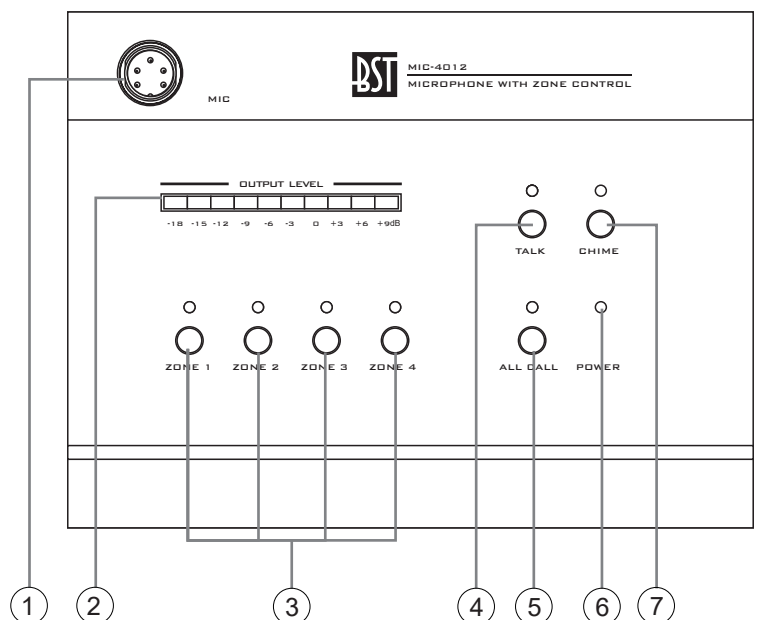 MIC
BST
MIC-4012
MICROPHONE WITH ZONE CONTROL
OUTPUT LEVEL
-18 -15 -12 -9 -6 -3 0 +3 +6 +9dB
TALK CHIME
ZONE 1 ZONE 2 ZONE 3 ZONE 4 ALL CALL POWER
1 2 3 4 5 6 7